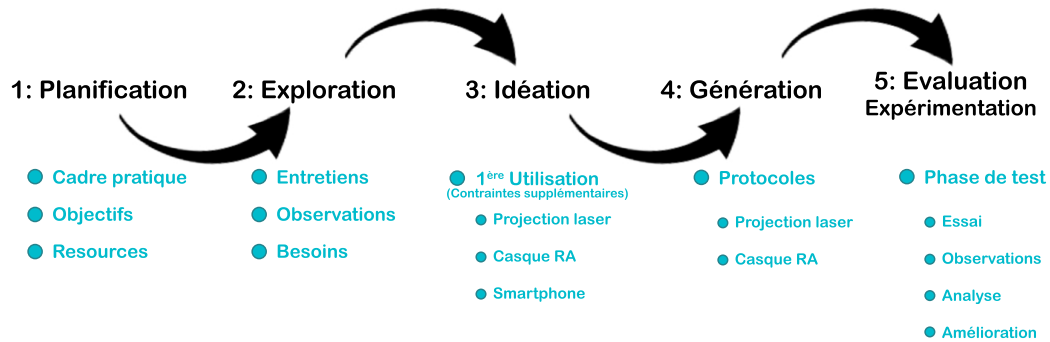 1: Planification
Cadre pratique
Objectifs
Resources
2: Exploration
Entretiens
Observations
Besoins
3: Idéation
1ère Utilisation
(Contraintes supplémentaires)
Projection laser
Casque RA
Smartphone
4: Génération
Protocoles
Projection laser
Casque RA
5: Evaluation
Expérimentation
Phase de test
Essai
Observations
Analyse
Amélioration